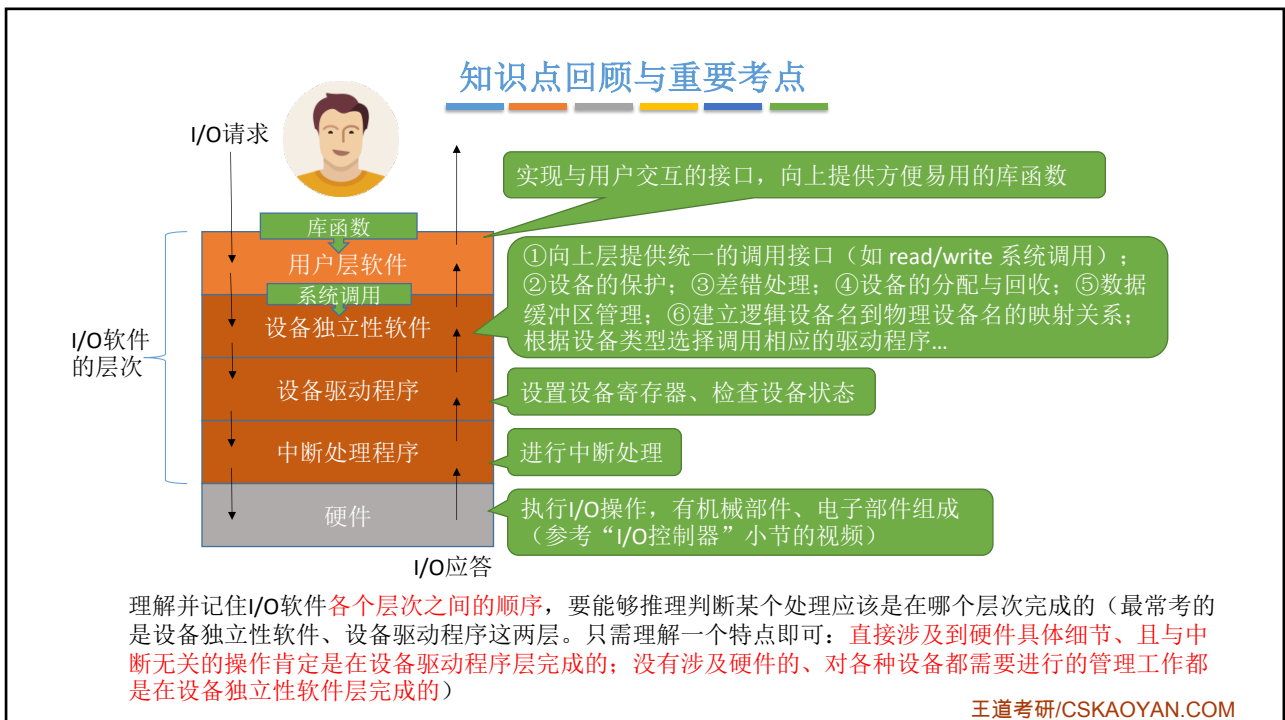 知识点回顾与重要考点
I/O请求
实现与用户交互的接口，向上提供方便易用的库函数
库函数
用户层软件
系统调用
①向上层提供统一的调用接口（如 read/write 系统调用）；
②设备的保护；③差错处理；④设备的分配与回收；⑤数据
缓冲区管理；⑥建立逻辑设备名到物理设备名的映射关系；
根据设备类型选择调用相应的驱动程序…
设备独立性软件
I/O软件
的层次
设备驱动程序
设置设备寄存器、检查设备状态
中断处理程序
进行中断处理
硬件
执行I/O操作，有机械部件、电子部件组成
（参考“I/O控制器”小节的视频）
I/O应答
理解并记住I/O软件各个层次之间的顺序，要能够推理判断某个处理应该是在哪个层次完成的（最常考的
是设备独立性软件、设备驱动程序这两层。只需理解一个特点即可：直接涉及到硬件具体细节、且与中
断无关的操作肯定是在设备驱动程序层完成的；没有涉及硬件的、对各种设备都需要进行的管理工作都
是在设备独立性软件层完成的）
王道考研/CSKAOYAN.COM